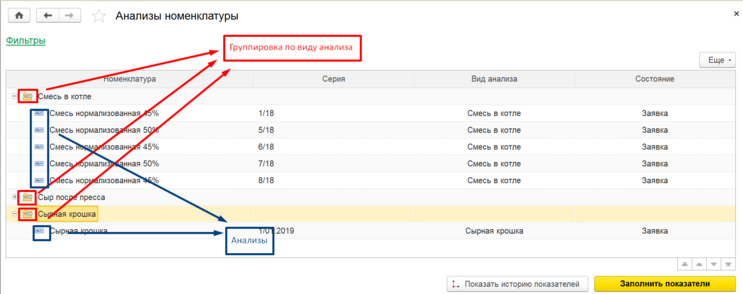 Анализы номенклатуры
Фильтры
Группировка по виду анализа
Еще
Номенклатура Серия Вид анализа Состояние
Смесь в котле
Смесь нормализованная 45% 1/18 Смесь в котле Заявка
Смесь нормализованная 50% 5/18 Смесь в котле Заявка
Смесь нормализованная 45% 6/18 Смесь в котле Заявка
Смесь нормализованная 50% 7/18 Смесь в котле Заявка
Смесь нормализованная 45% 8/18 Смесь в котле Заявка
Сыр после пресса
Сырная крошка
Сырная крошка 1/01.2019 Сырная крошка Заявка
Анализы
Показать историю показателей Заполнить показатели